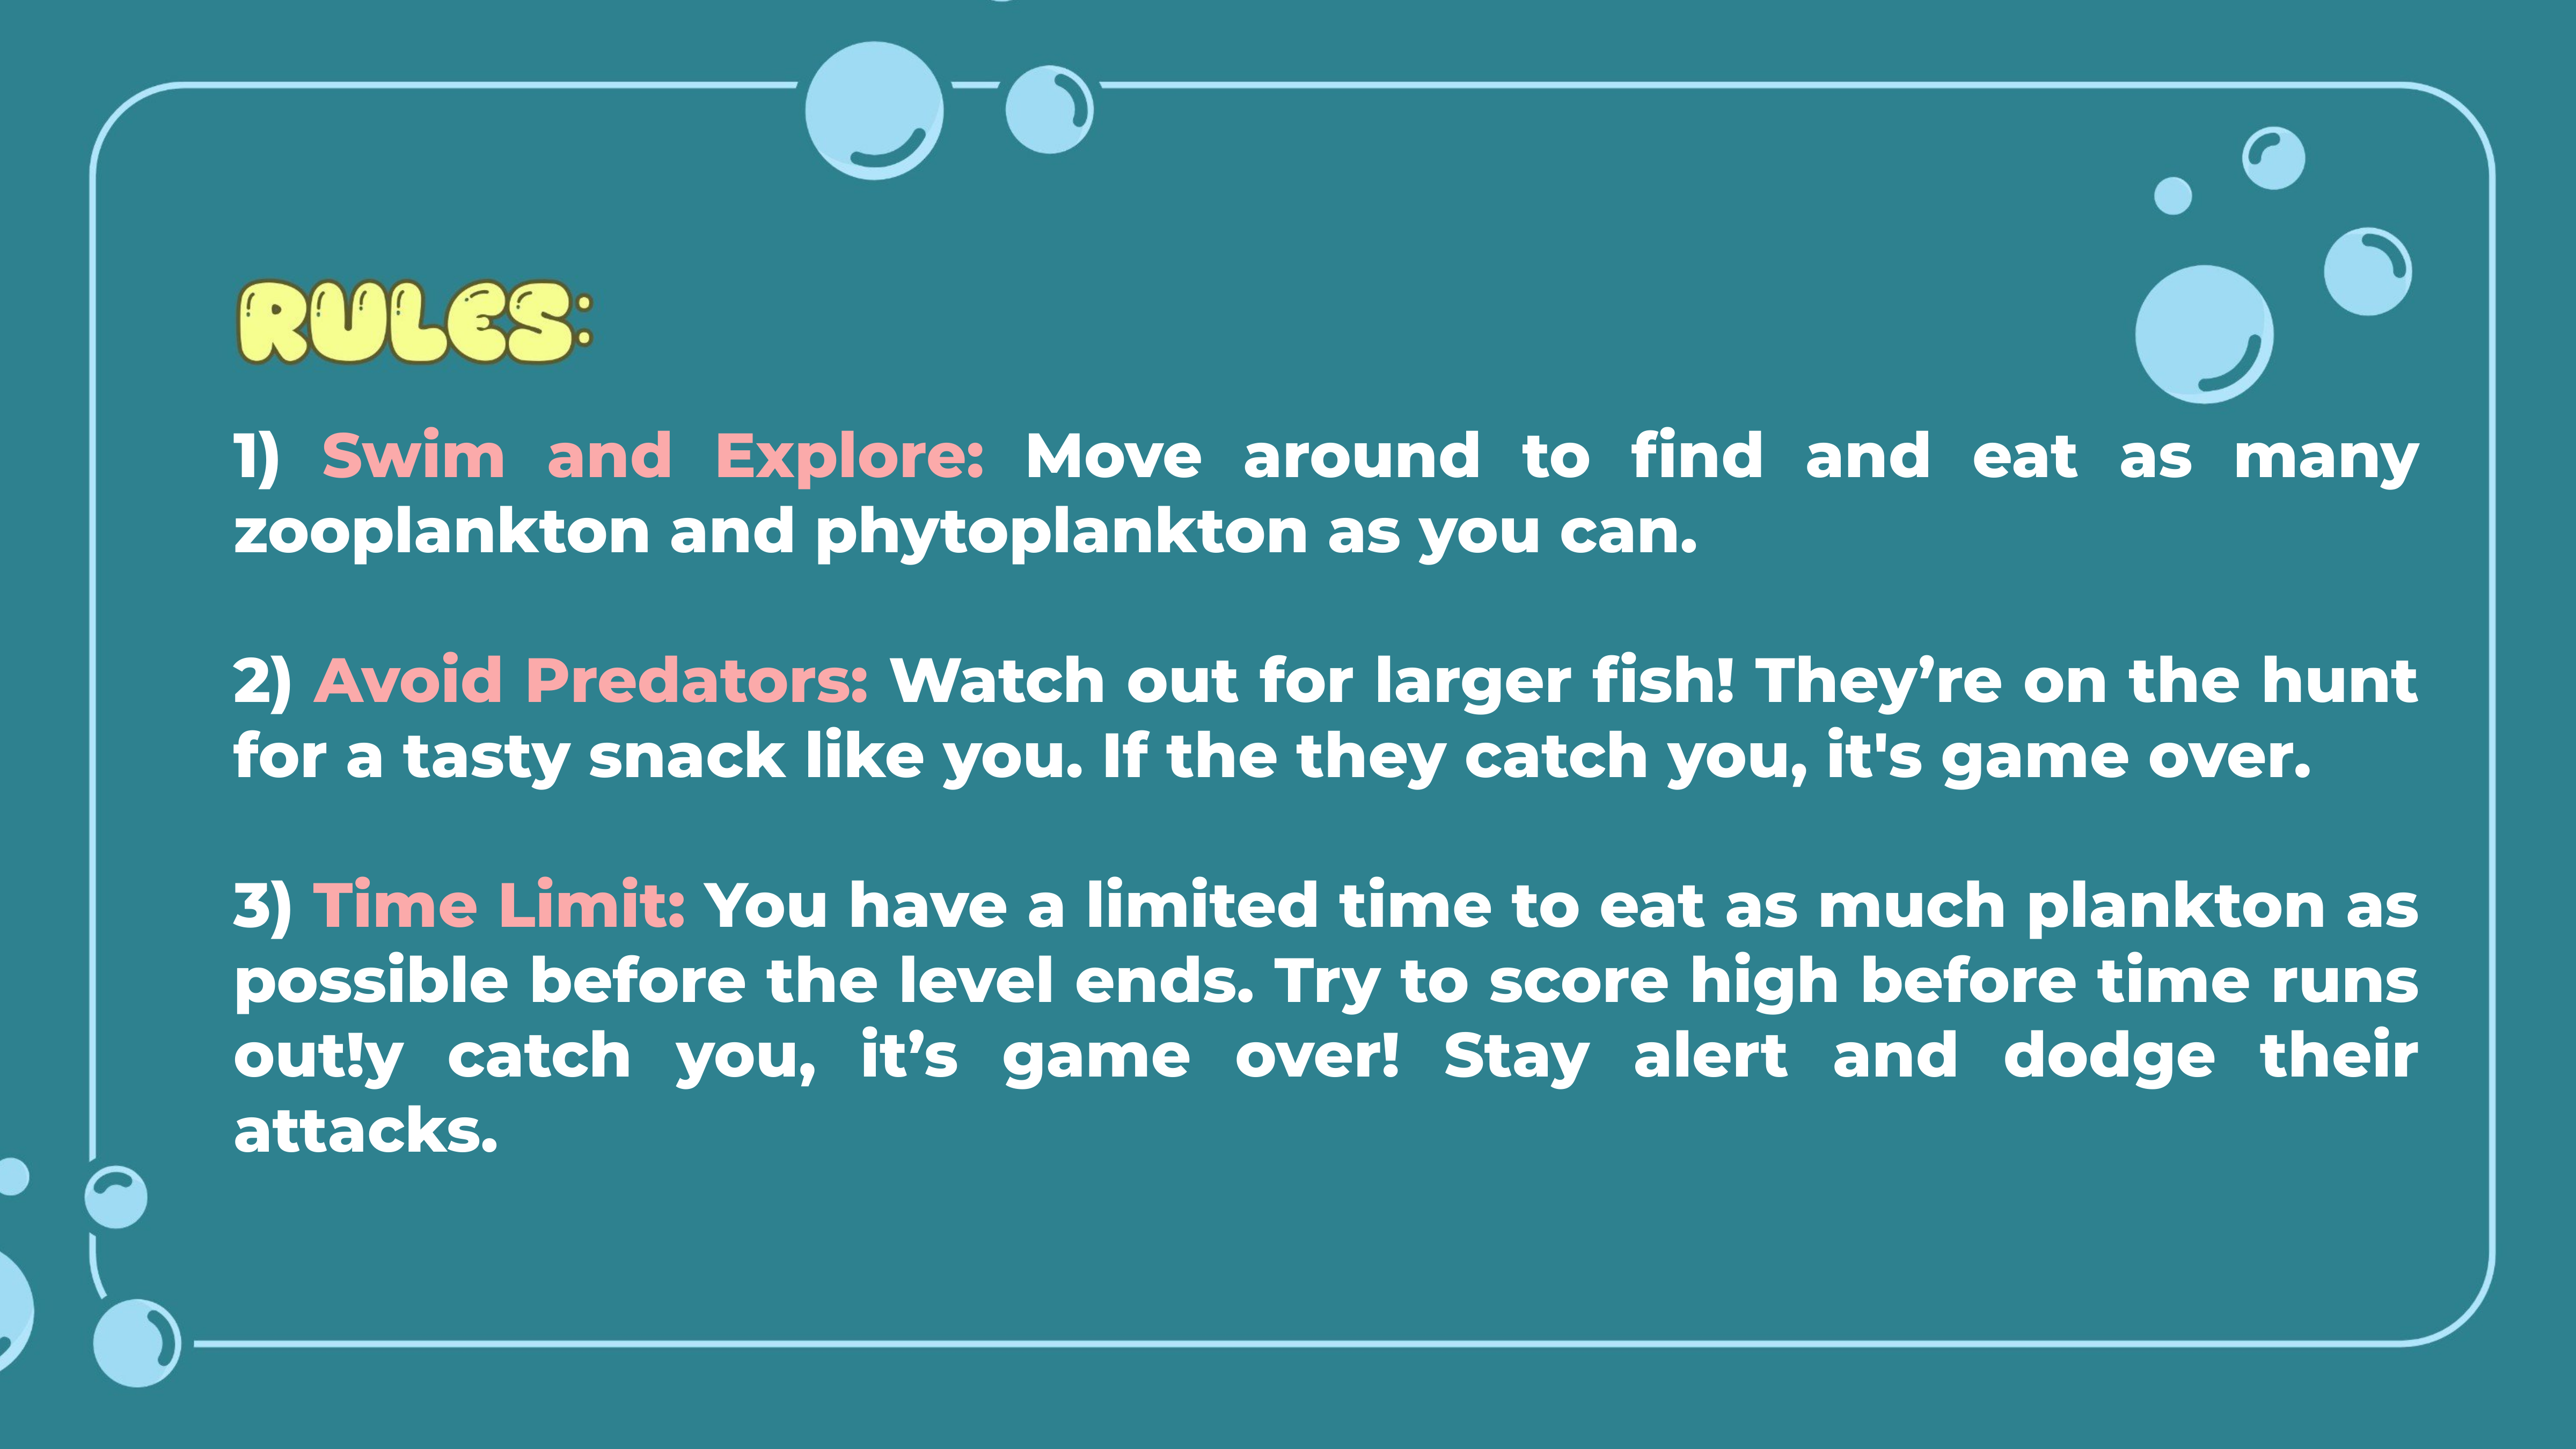 RULES:
1) Swim and Explore: Move around to find and eat as many
zooplankton and phytoplankton as you can.
2) Avoid Predators: Watch out for larger fish! They’re on the hunt
for a tasty snack like you. If the they catch you, it's game over.
3) Time Limit: You have a limited time to eat as much plankton as
possible before the level ends. Try to score high before time runs
out!y catch you, it’s game over! Stay alert and dodge their
attacks.